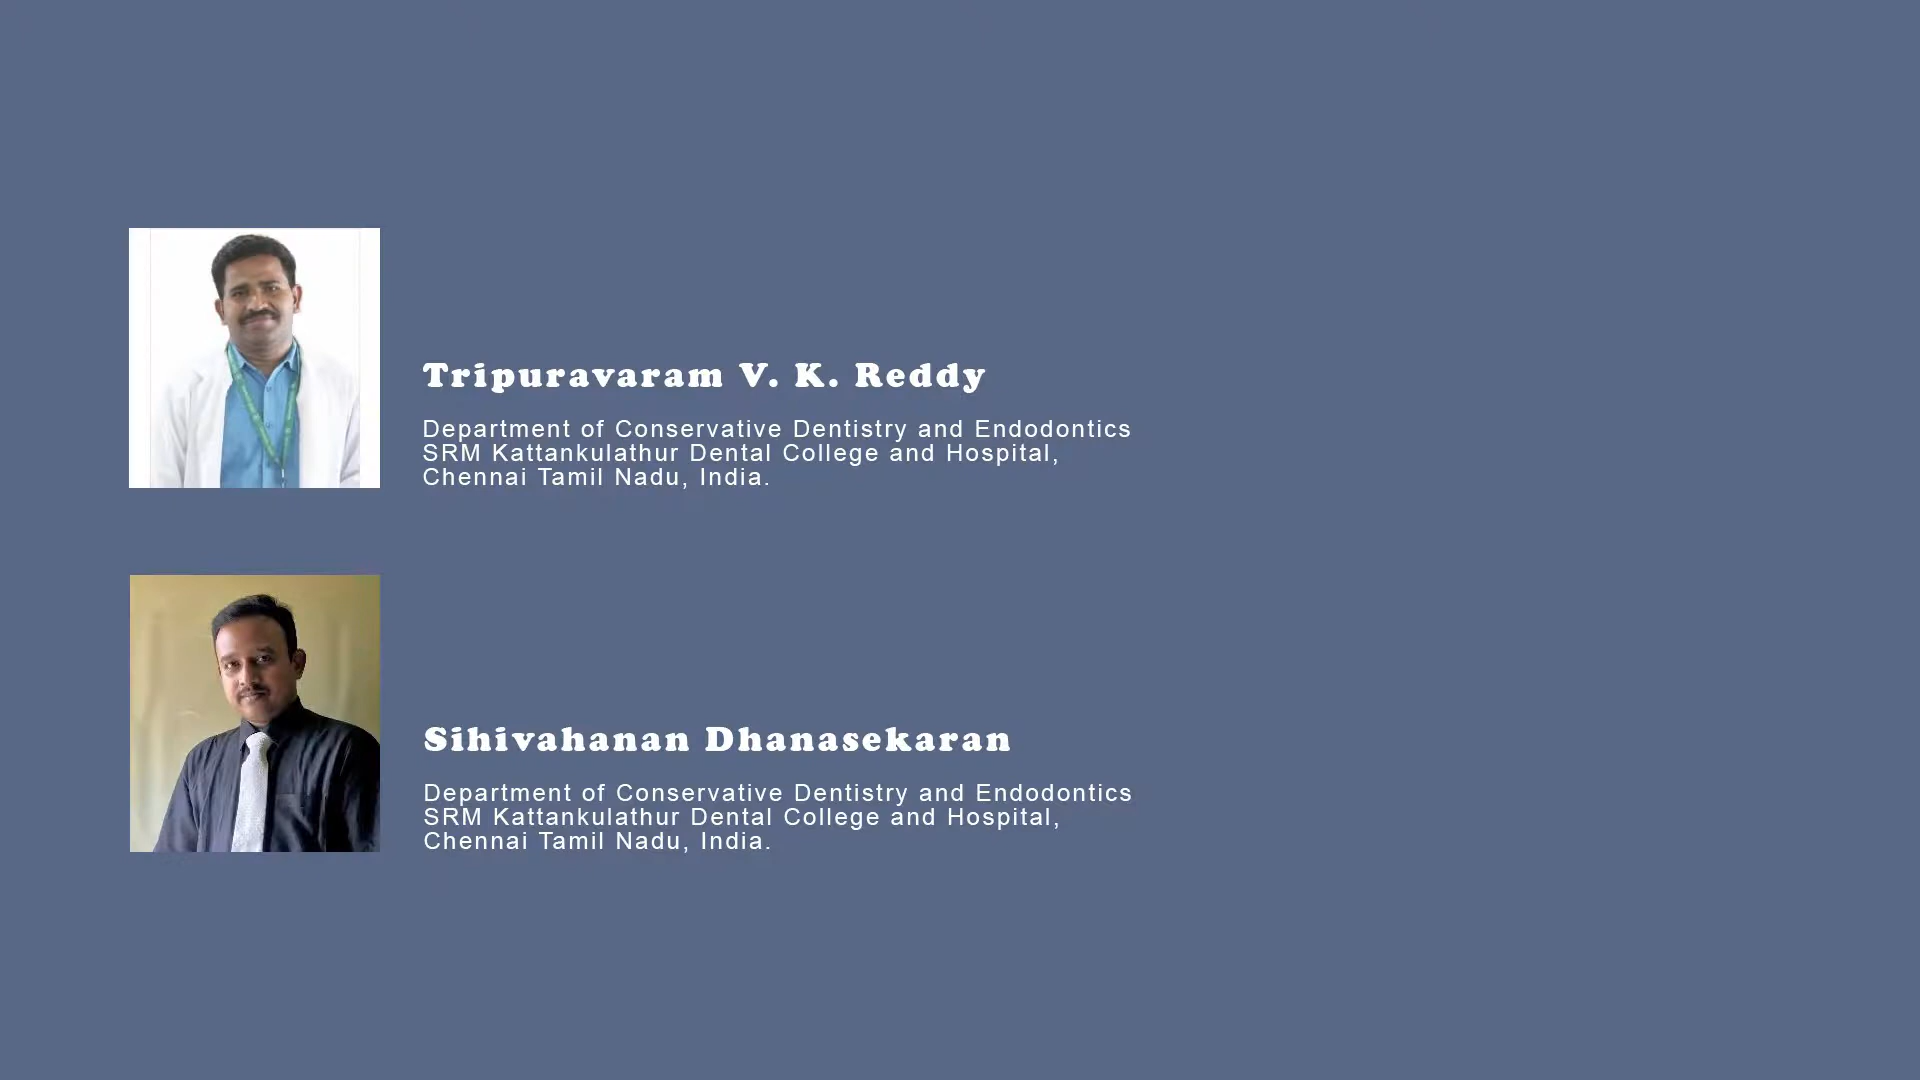 Tripuravaram V. K. Reddy
Department of Conservative Dentistry and Endodontics
SRM Kattankulathur Dental College and Hospital,
Chennai Tamil Nadu, India.
Sihivahanan Dhanasekaran
Department of Conservative Dentistry and Endodontics
SRM Kattankulathur Dental College and Hospital,
Chennai Tamil Nadu, India.